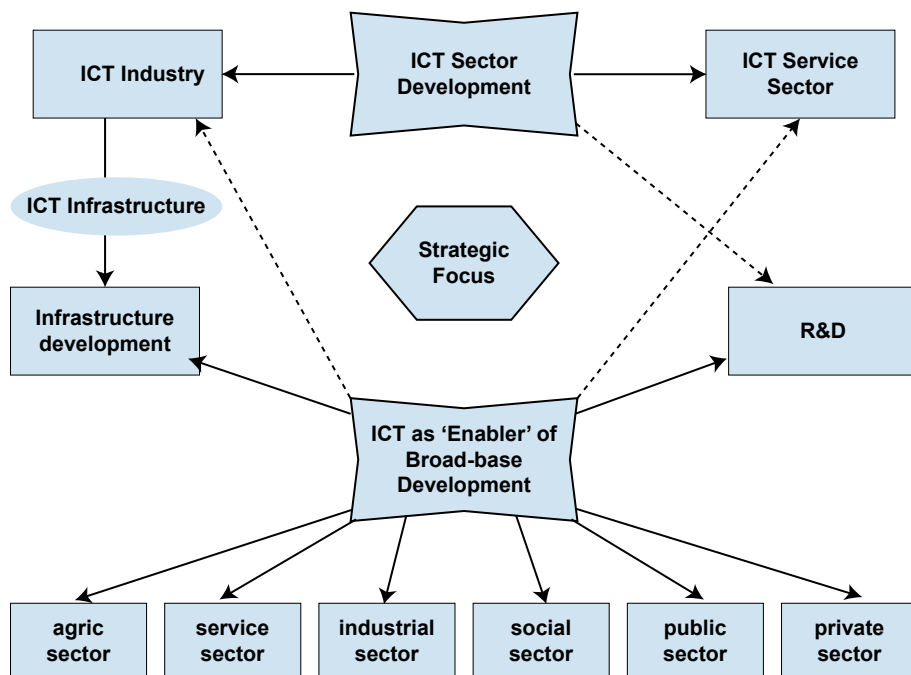 ICT Industry
ICT Sector
Development
ICT Service
Sector
ICT Infrastructure
Strategic
Focus
Infrastructure
development
R&D
ICT as ‘Enabler’ of
Broad-base
Development
agric
sector
service
sector
industrial
sector
social
sector
public
sector
private
sector